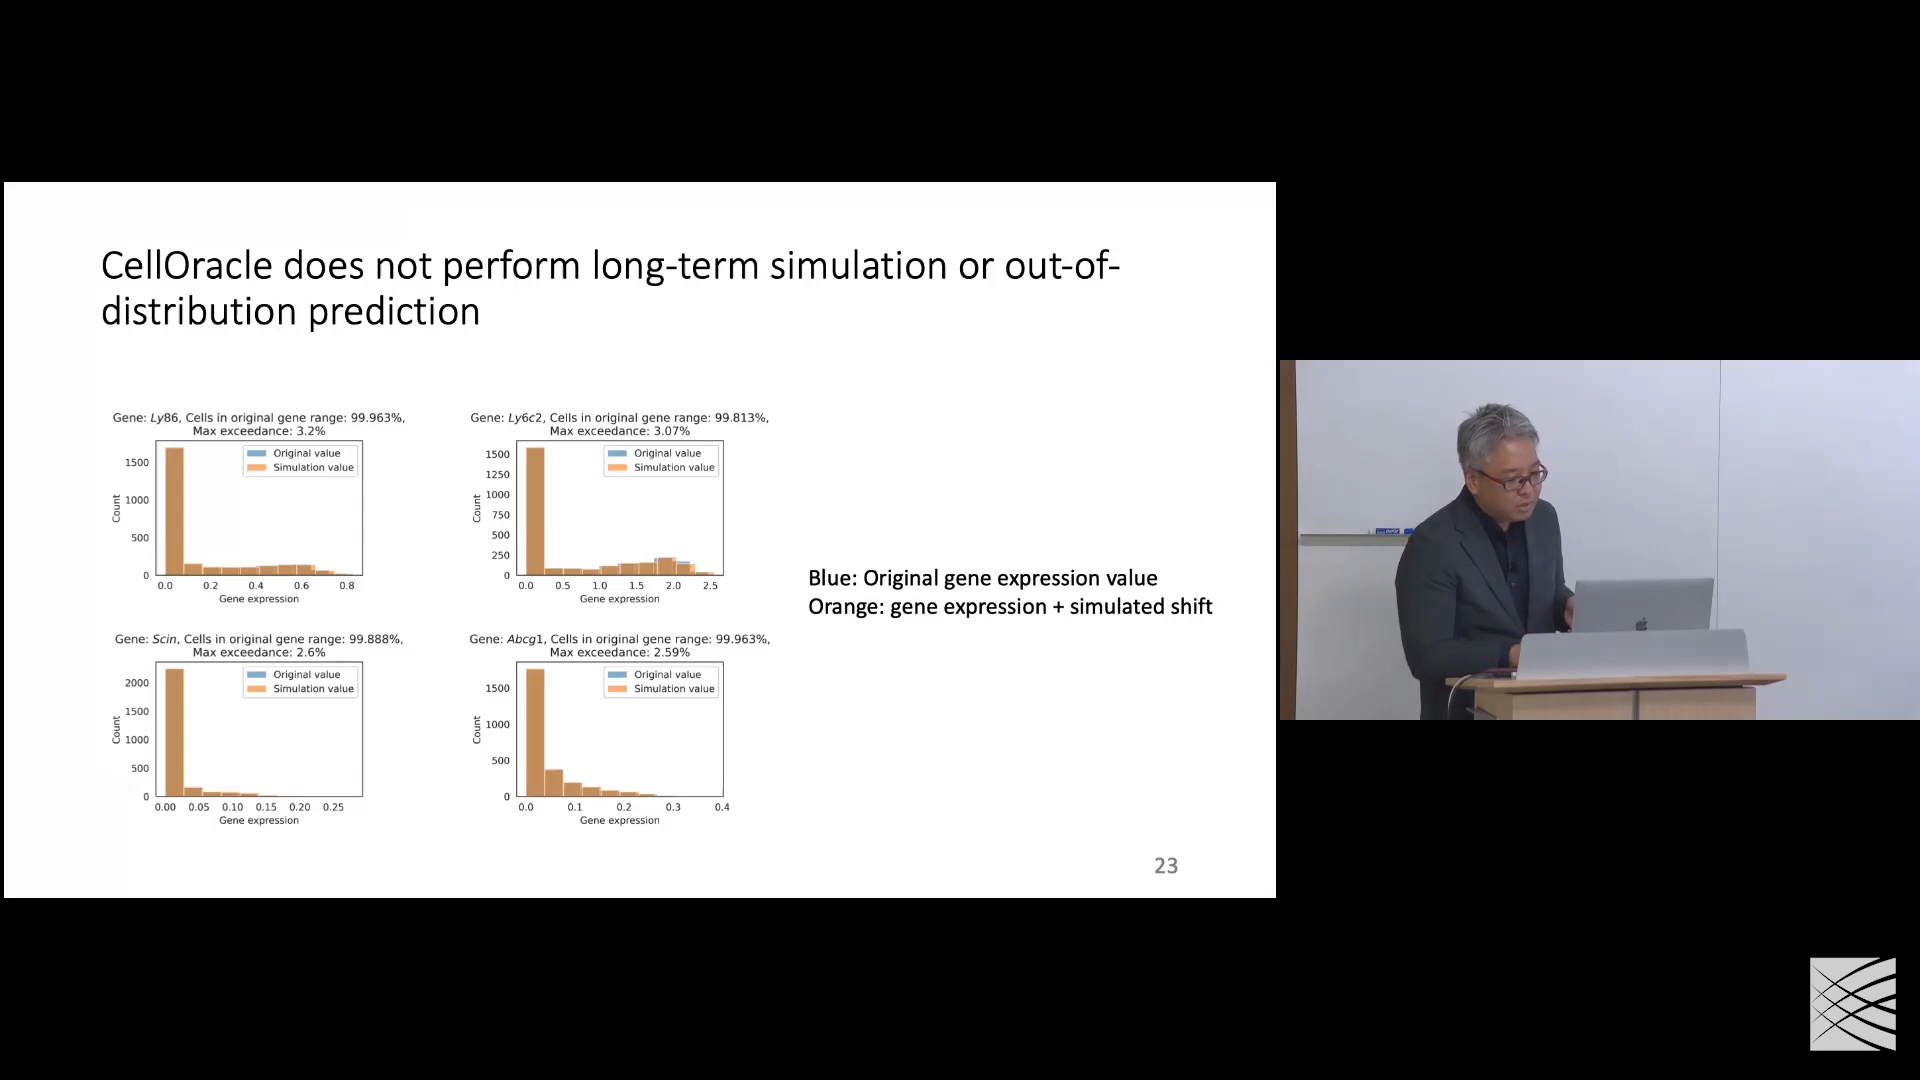 CellOracle does not perform long-term simulation or out-of-
distribution prediction
Gene: Ly86, Cells in original gene range: 99.963%,
Max exceedance: 3.2%
Original value
Simulation value
1500
1000
500
0
Count
0.0 0.2 0.4 0.6 0.8
Gene expression
Gene: Ly6c2, Cells in original gene range: 99.813%,
Max exceedance: 3.07%
Original value
Simulation value
1500
1250
1000
750
500
250
0
Count
0.0 0.5 1.0 1.5 2.0 2.5
Gene expression
Blue: Original gene expression value
Orange: gene expression + simulated shift
Gene: Scin, Cells in original gene range: 99.888%,
Max exceedance: 2.6%
Original value
Simulation value
2000
1500
1000
500
0
Count
0.00 0.05 0.10 0.15 0.20 0.25
Gene expression
Gene: Abcg1, Cells in original gene range: 99.963%,
Max exceedance: 2.59%
Original value
Simulation value
1500
1000
500
0
Count
0.0 0.1 0.2 0.3 0.4
Gene expression
23